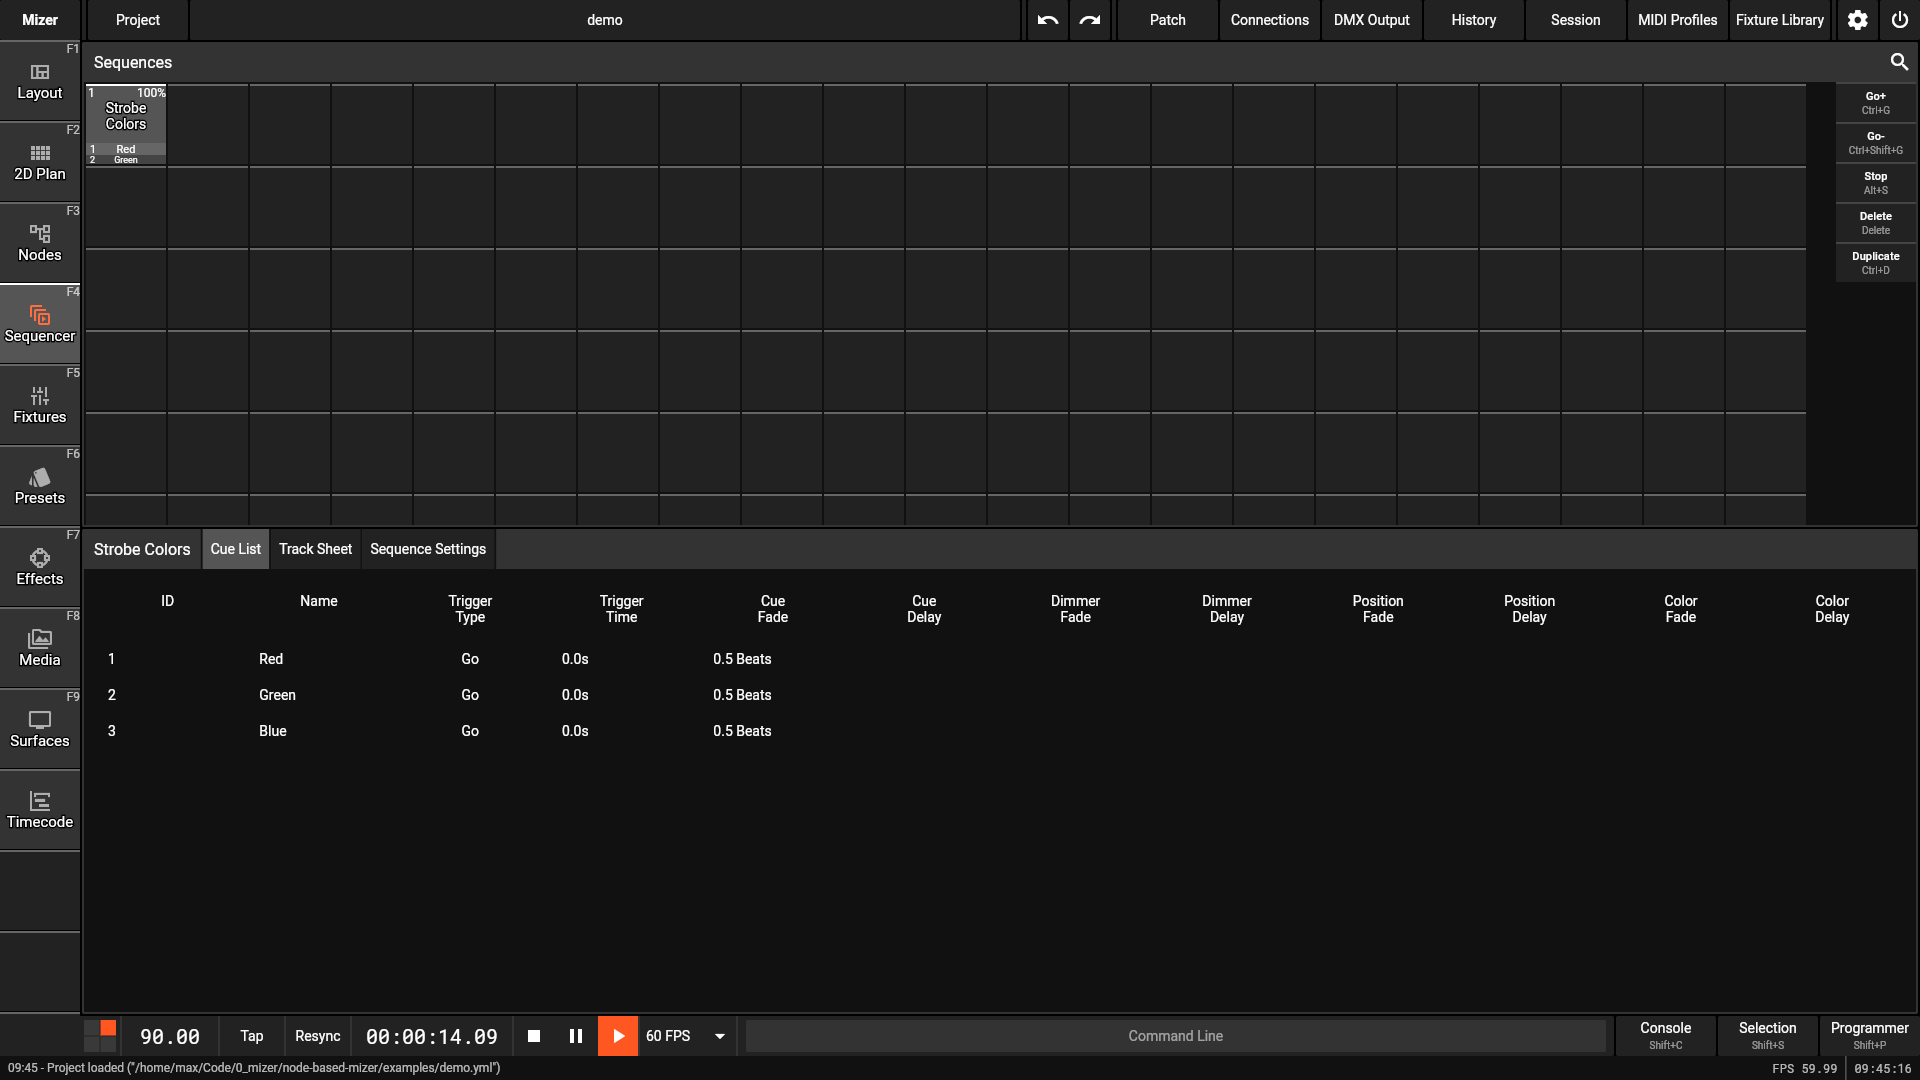 Mizer Project demo Patch Connections DMX Output History Session MIDI Profiles Fixture Library
F1
Layout
F2
2D Plan
F3
Nodes
F4
Sequencer
F5
Fixtures
F6
Presets
F7
Effects
F8
Media
F9
Surfaces
Timecode
Sequences
1 100%
Strobe
Colors
1 Red
2 Green
Go+
Ctrl+G
Go-
Ctrl+Shift+G
Stop
Alt+S
Delete
Delete
Duplicate
Ctrl+D
Strobe Colors Cue List Track Sheet Sequence Settings
ID Name Trigger Type Trigger Time Cue Fade Cue Delay Dimmer Fade Dimmer Delay Position Fade Position Delay Color Fade Color Delay
1 Red Go 0.0s 0.5 Beats
2 Green Go 0.0s 0.5 Beats
3 Blue Go 0.0s 0.5 Beats
90.00 Tap Resync 00:00:14.09 60 FPS Command Line
Console
Shift+C
Selection
Shift+S
Programmer
Shift+P
09:45 - Project loaded ("/home/max/Code/0_mizer/node-based-mizer/examples/demo.yml") FPS 59.99 09:45:16